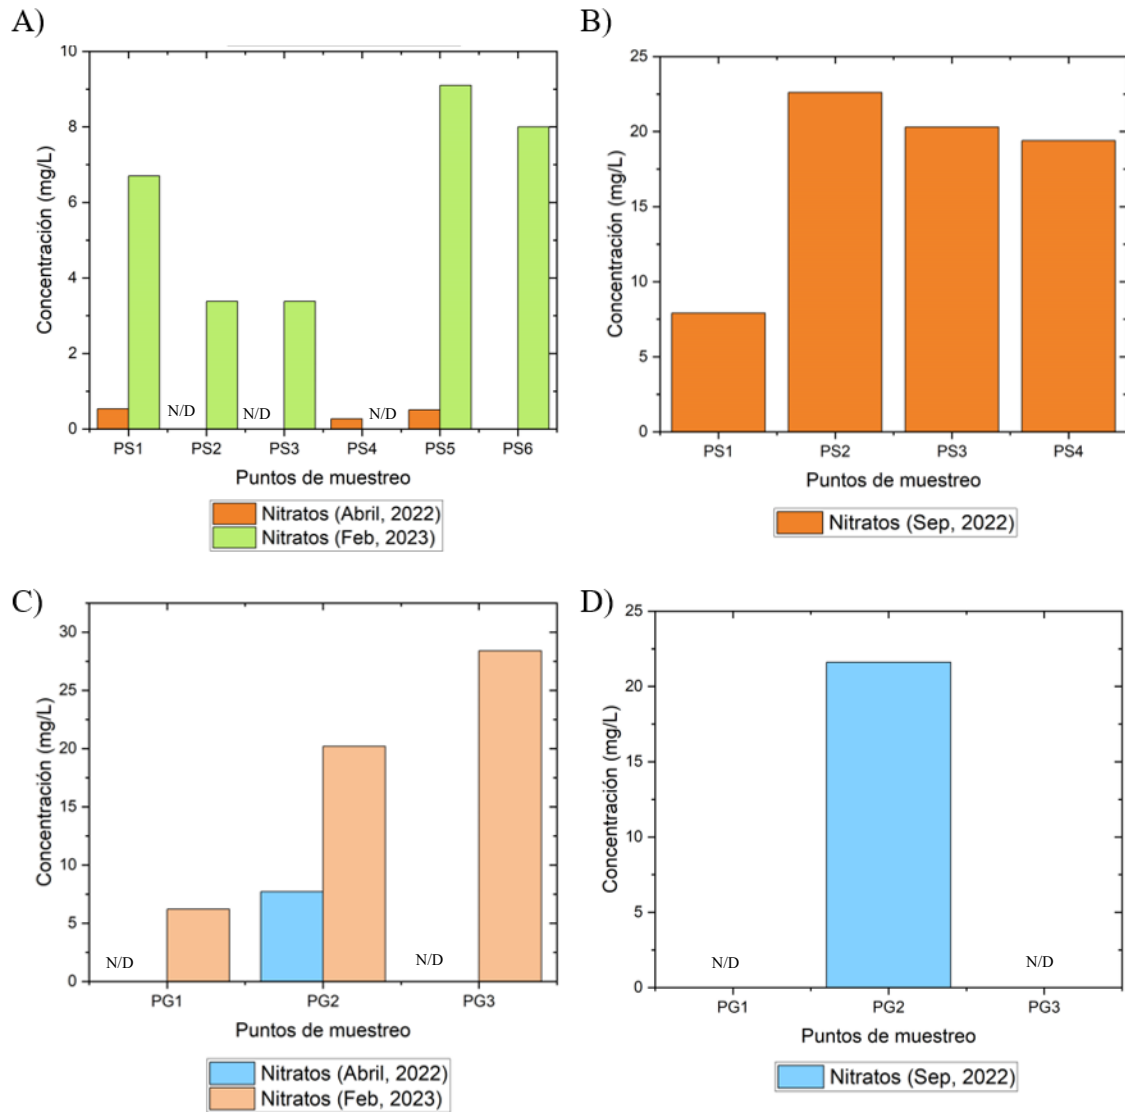 A)
10
8
6
4
2
0
Concentración (mg/L)
N/D
N/D
N/D
PS1 PS2 PS3 PS4 PS5 PS6
Puntos de muestreo
Nitratos (Abril, 2022)
Nitratos (Feb, 2023)
B)
25
20
15
10
5
0
Concentración (mg/L)
PS1 PS2 PS3 PS4
Puntos de muestreo
Nitratos (Sep, 2022)
C)
30
25
20
15
10
5
0
Concentración (mg/L)
N/D
N/D
PG1 PG2 PG3
Puntos de muestreo
Nitratos (Abril, 2022)
Nitratos (Feb, 2023)
D)
25
20
15
10
5
0
Concentración (mg/L)
N/D
N/D
PG1 PG2 PG3
Puntos de muestreo
Nitratos (Sep, 2022)